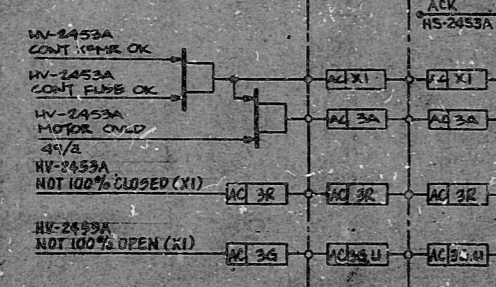 ACK
HS-2453A
HV-2453A
CONT XFMR OK
HV-2453A
CONT FUSE OK
AC X1
AC X1
HV-2453A
MOTOR OVLD
49/a
AC 3A
AC 3A
HV-2453A
NOT 100% CLOSED (X1)
AC 3R
AC 3R
AC 3R
HV-2453A
NOT 100% OPEN (X1)
AC 3G
AC 3G,U
AC 3G,U